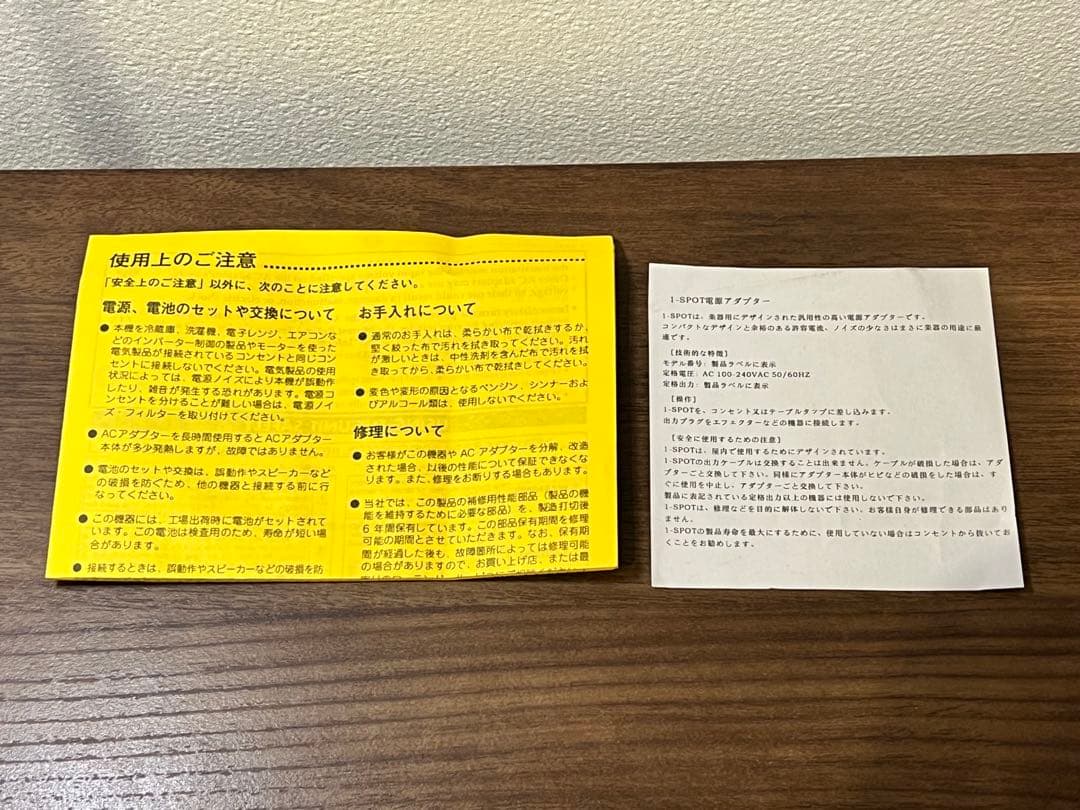 使用上のご注意
「安全上のご注意」以外に、次のことに注意してください。
電源、電池のセットや交換について
● 本機を冷蔵庫、洗濯機、電子レンジ、エアコンな
どのインバーター制御の製品やモーターを使った
電気製品が接続されているコンセントと同じコン
セントに接続しないでください。電気製品の使用
状況によっては、電源ノイズにより本機が誤動作
したり、雑音が発生する恐れがあります。電源コ
ンセントを分けることが難しい場合は、電源ノイ
ズ・フィルターを取り付けてください。
● ACアダプターを長時間使用するとACアダプター
本体が多少発熱しますが、故障ではありません。
● 電池のセットや交換は、誤動作やスピーカーなど
の破損を防ぐため、他の機器と接続する前に行
なってください。
● この機器には、工場出荷時に電池がセットされて
います。この電池は検査用のため、寿命が短い場
合があります。
● 接続するときは、誤動作やスピーカーなどの破損を防
お手入れについて
● 通常のお手入れは、柔らかい布で乾拭きするか、
堅く絞った布で汚れを拭き取ってください。汚れ
が激しいときは、中性洗剤を含んだ布で汚れを拭
き取ってから、柔らかい布で乾拭きしてください。
● 変色や変形の原因となるベンジン、シンナーおよ
びアルコール類は、使用しないでください。
修理について
● お客様がこの機器や AC アダプターを分解、改造
された場合、以後の性能について保証できなくな
ります。また、修理をお断りする場合もあります。
● 当社では、この製品の補修用性能部品（製品の機
能を維持するために必要な部品）を、製造打切後
6 年間保有しています。この部品保有期間を修理
可能の期間とさせていただきます。なお、保有期
間が経過した後も、故障箇所によっては修理可能
の場合がありますので、お買い上げ店、または最
1-SPOT電源アダプター
1-SPOTは、楽器用にデザインされた汎用性の高い電源アダプターです。
コンパクトなデザインと余裕のある許容電流、ノイズの少なさはまさに楽器の用途に最
適です。
［技術的な特徴］
モデル番号: 製品ラベルに表示
定格電圧: AC 100-240VAC 50/60HZ
定格出力: 製品ラベルに表示
［操作］
1-SPOTを、コンセント又はテーブルタップに差し込みます。
出力プラグをエフェクターなどの機器に接続します。
［安全に使用するための注意］
1-SPOTは、屋内で使用するためにデザインされています。
1-SPOTの出力ケーブルは交換することは出来ません。ケーブルが破損した場合は、アダ
プターごと交換して下さい。同様にアダプター本体がヒビなどの破損をした場合は、す
ぐに使用を中止し、アダプターごと交換して下さい。
製品に表記されている定格出力以上の機器には使用しないで下さい。
1-SPOTは、修理などを目的に解体しないで下さい。お客様自身が修理できる部品はあり
ません。
1-SPOTの製品寿命を最大にするために、使用していない場合はコンセントから抜いてお
くことをお勧めします。